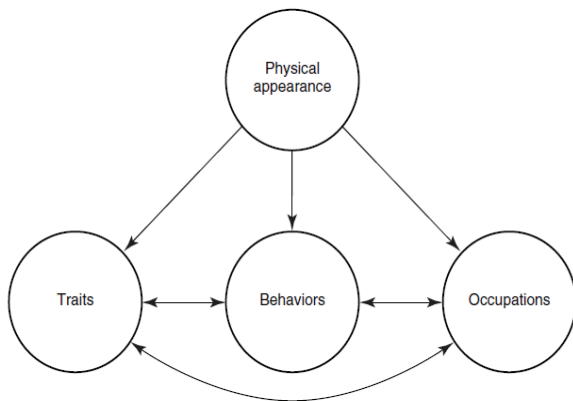 Physical
appearance
Traits
Behaviors
Occupations